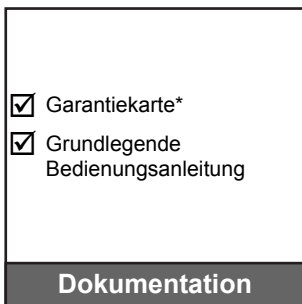 ☑ Garantiekarte*
☑ Grundlegende
Bedienungsanleitung
Dokumentation